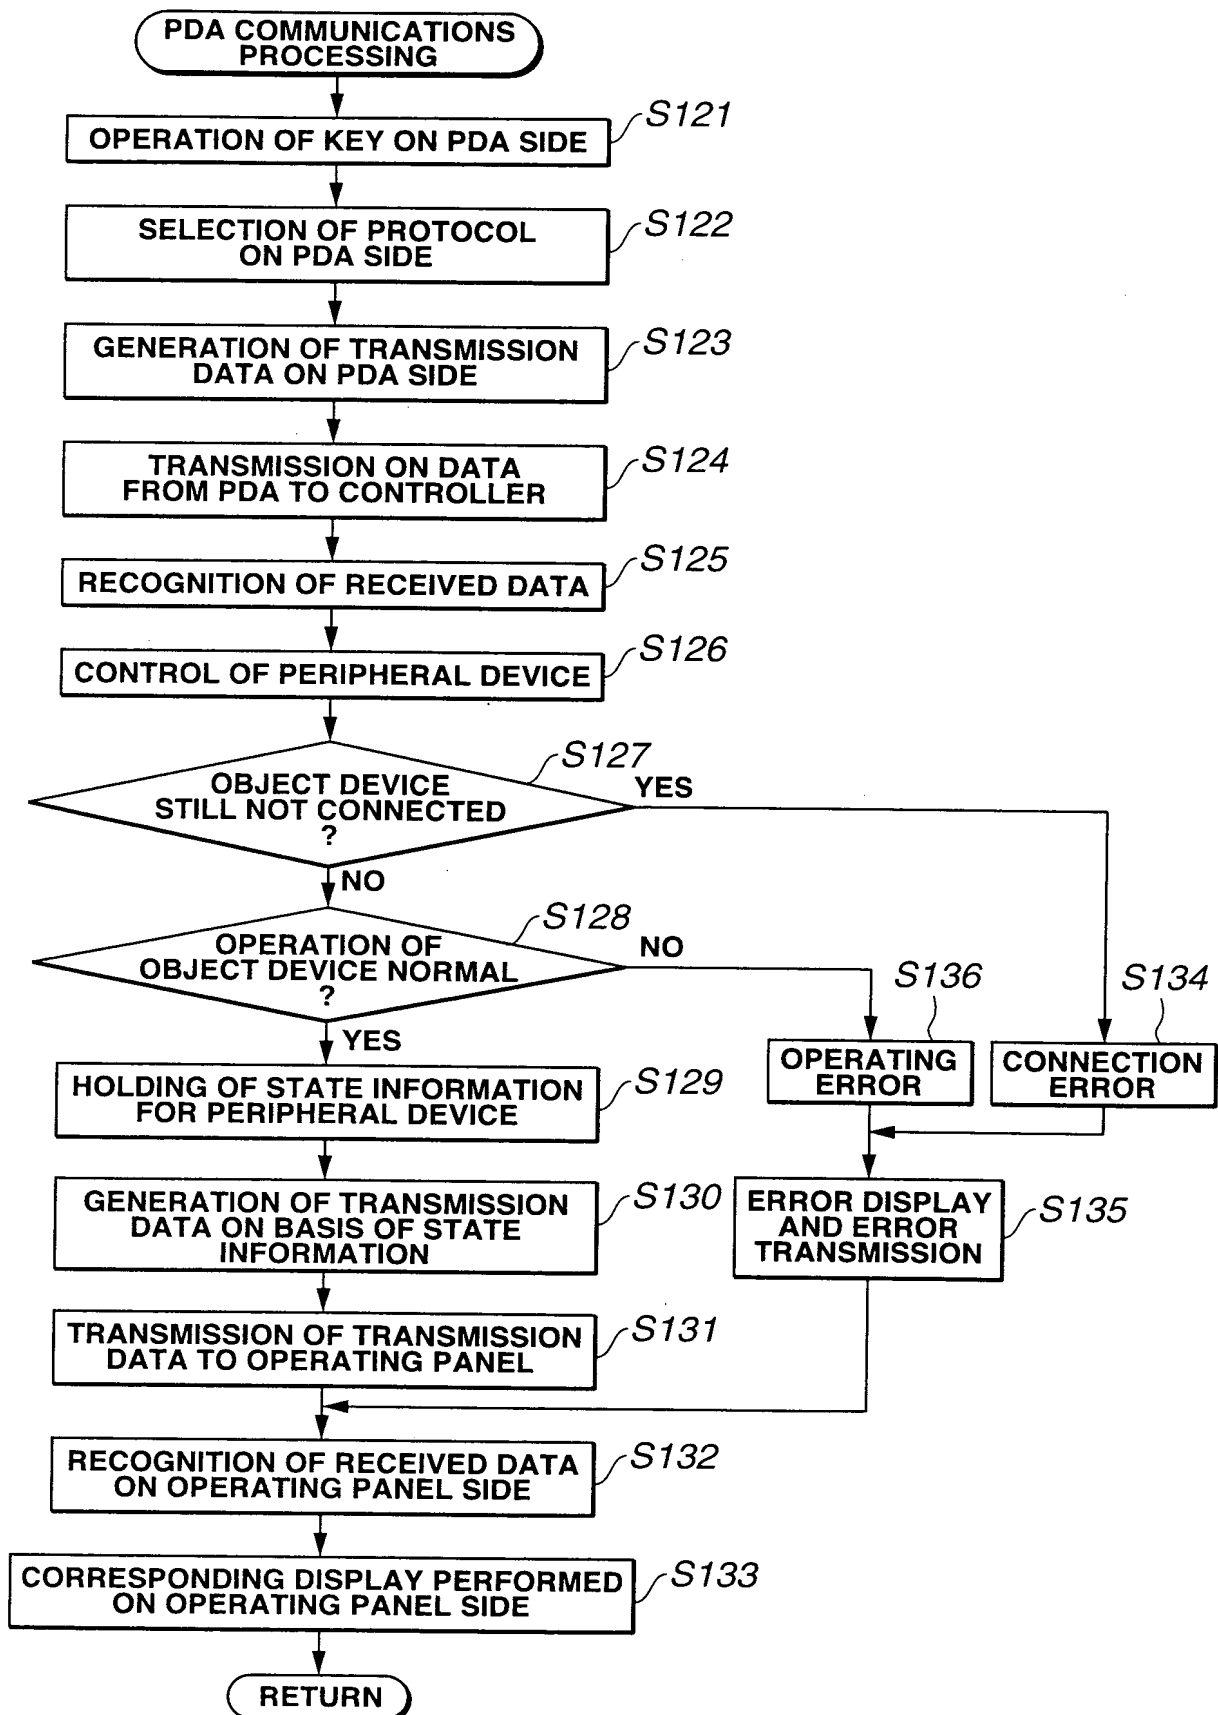 PDA COMMUNICATIONS
PROCESSING
S121
OPERATION OF KEY ON PDA SIDE
S122
SELECTION OF PROTOCOL
ON PDA SIDE
S123
GENERATION OF TRANSMISSION
DATA ON PDA SIDE
S124
TRANSMISSION ON DATA
FROM PDA TO CONTROLLER
S125
RECOGNITION OF RECEIVED DATA
S126
CONTROL OF PERIPHERAL DEVICE
S127
OBJECT DEVICE
STILL NOT CONNECTED
?
YES
NO
S128
OPERATION OF
OBJECT DEVICE NORMAL
?
NO
YES
S136
OPERATING
ERROR
S134
CONNECTION
ERROR
S129
HOLDING OF STATE INFORMATION
FOR PERIPHERAL DEVICE
S130
GENERATION OF TRANSMISSION
DATA ON BASIS OF STATE
INFORMATION
S135
ERROR DISPLAY
AND ERROR
TRANSMISSION
S131
TRANSMISSION OF TRANSMISSION
DATA TO OPERATING PANEL
S132
RECOGNITION OF RECEIVED DATA
ON OPERATING PANEL SIDE
S133
CORRESPONDING DISPLAY PERFORMED
ON OPERATING PANEL SIDE
RETURN